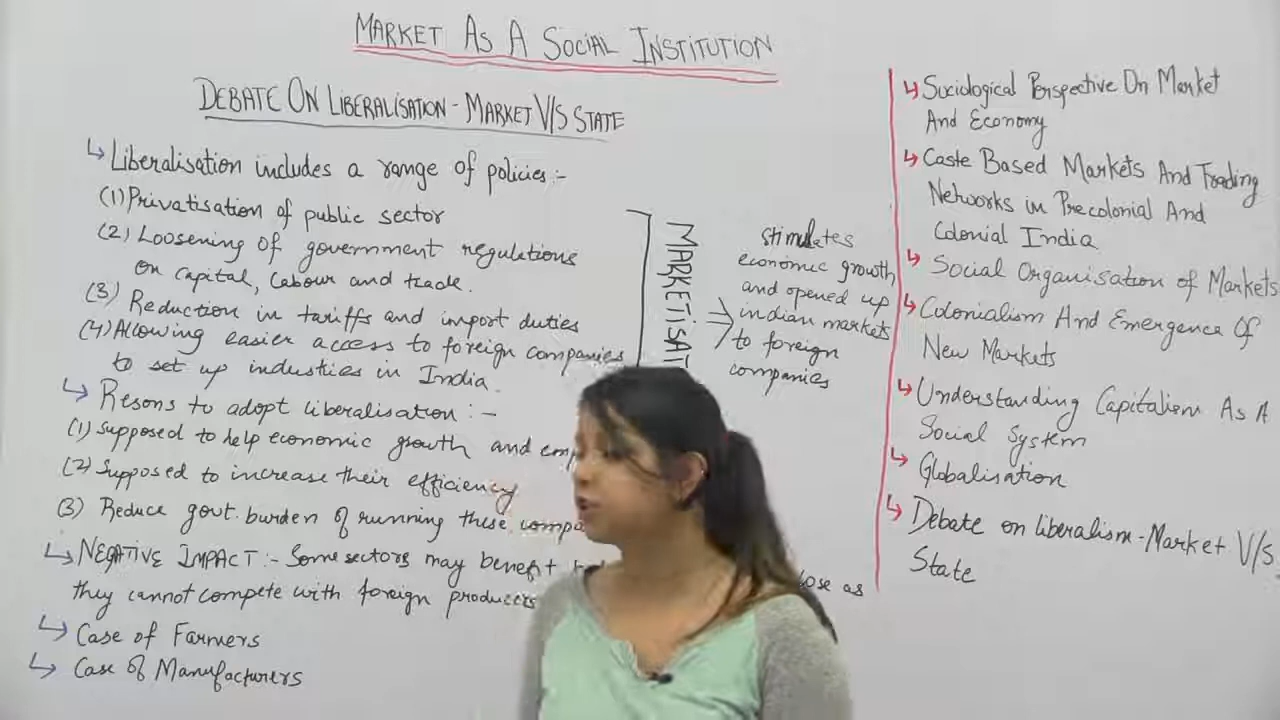 MARKET AS A SOCIAL INSTITUTION
DEBATE ON LIBERALISATION - MARKET V/S STATE
↳ Liberalisation includes a range of policies :-
(1) Privatisation of public sector
(2) Loosening of government regulations
on capital, labour and trade.
(3) Reduction in tariffs and import duties
(4) Allowing easier access to foreign companies
to set up industies in India.
↳ Resons to adopt liberalisation :-
(1) Supposed to help economic growth and
(2) Supposed to increase their efficiency
(3) Reduce govt. burden of running these
↳ NEGATIVE IMPACT :- Some sectors may benefit
they cannot compete with foreign producers
lose as
↳ Case of Farmers
↳ Case of Manufacturers
MARKETISAT
⇒ stimulates
economic growth
and opened up
indian markets
to foreign
companies
↳ Sociological Perspective On Market
And Economy
↳ Caste Based Markets And Trading
Networks in Precolonial And
Colonial India
↳ Social Organisation of Markets
↳ Colonialism And Emergence Of
New Markets
↳ Understanding Capitalism As A
Social System
↳ Globalisation
↳ Debate on liberalism - Market V/S
State